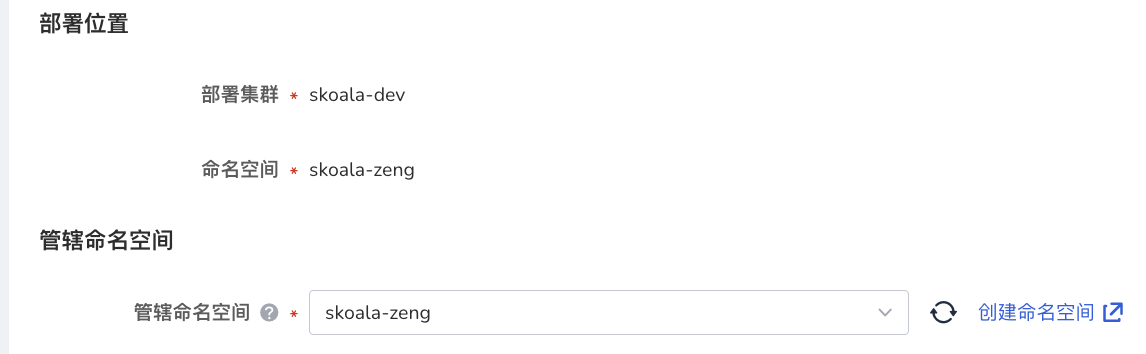 部署位置
部署集群 * skoala-dev
命名空间 * skoala-zeng
管辖命名空间
管辖命名空间 ? * skoala-zeng 创建命名空间